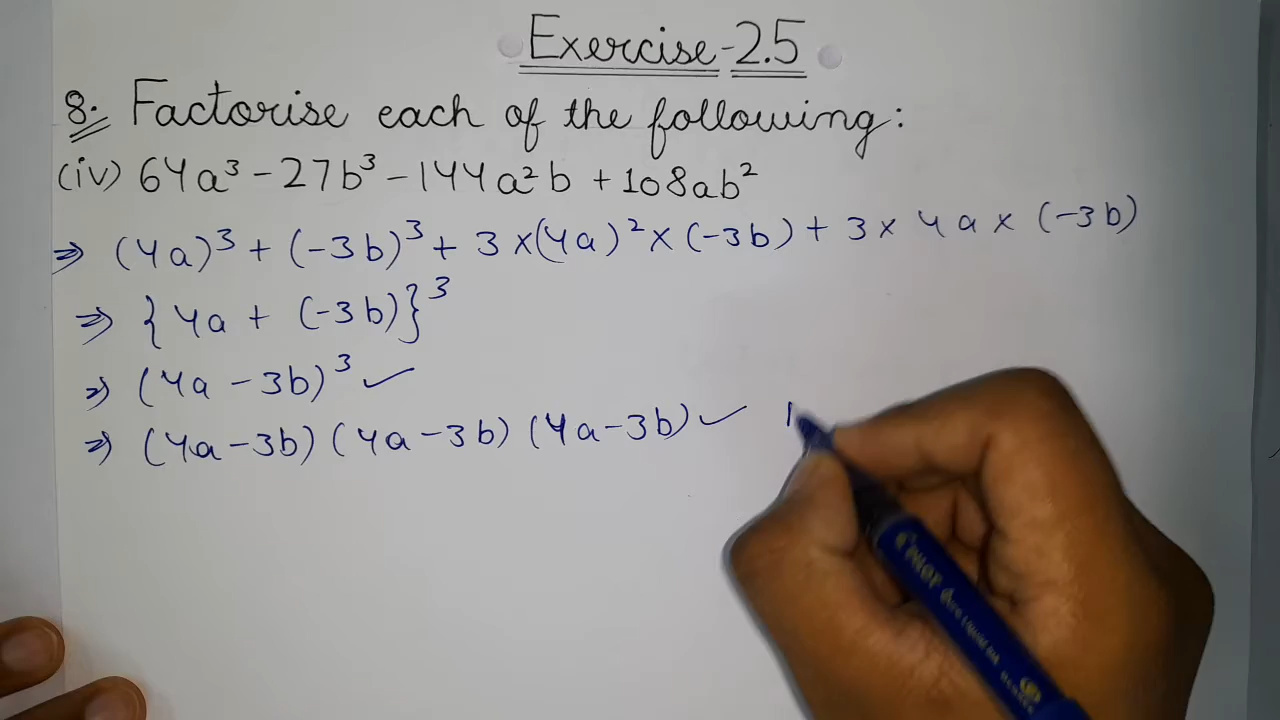 Exercise-2.5
8. Factorise each of the following:
(iv) 64a³ - 27b³ - 144a²b + 108ab²
⇒ (4a)³ + (-3b)³ + 3 × (4a)² × (-3b) + 3 × 4a × (-3b)
⇒ {4a + (-3b)}³
⇒ (4a - 3b)³ ✓
⇒ (4a - 3b) (4a - 3b) (4a - 3b) ✓
PILOT